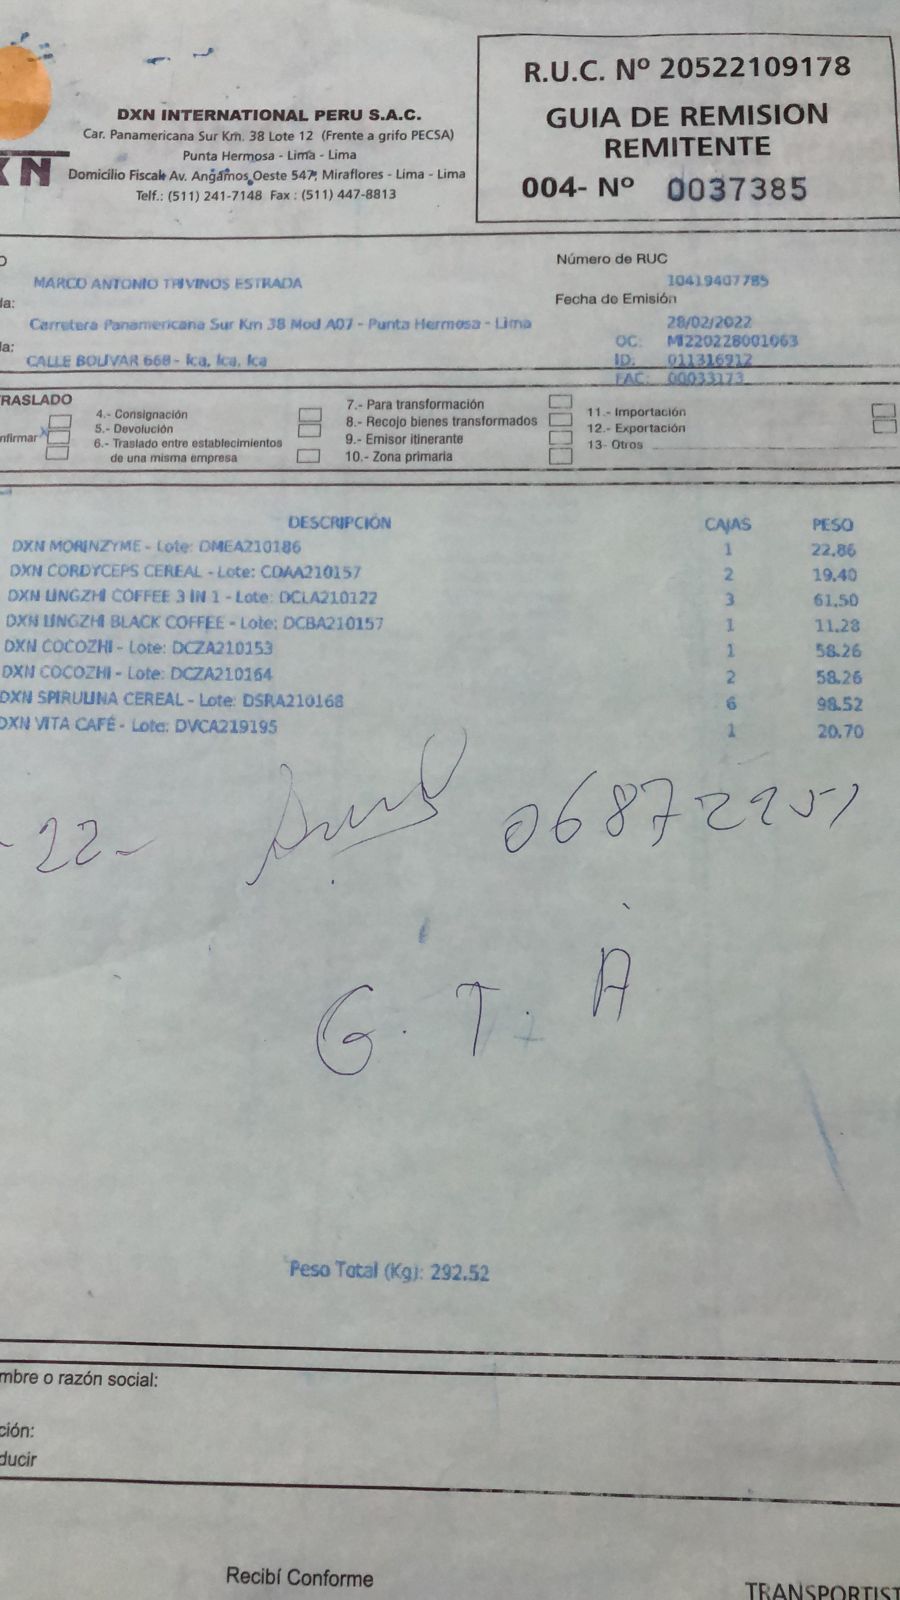 DXN INTERNATIONAL PERU S.A.C.
Car. Panamericana Sur Km. 38 Lote 12 (Frente a grifo PECSA)
Punta Hermosa - Lima - Lima
Domicilio Fiscal: Av. Angamos Oeste 547, Miraflores - Lima - Lima
Telf.: (511) 241-7148 Fax : (511) 447-8813
R.U.C. Nº 20522109178
GUIA DE REMISION
REMITENTE
004- Nº 0037385
XN
MARCO ANTONIO TRIVINOS ESTRADA
Número de RUC
10419407785
da:
Fecha de Emisión
Carretera Panamericana Sur Km 38 Mod A07 - Punta Hermosa - Lima
28/02/2022
OC: MI220228001063
da:
CALLE BOLIVAR 668 - Ica, Ica, Ica
ID: 011316912
FAC: 00033173
TRASLADO
nfirmar
4.- Consignación
5.- Devolución
6.- Traslado entre establecimientos
de una misma empresa
7.- Para transformación
8.- Recojo bienes transformados
9.- Emisor itinerante
10.- Zona primaria
11.- Importación
12.- Exportación
13- Otros
DESCRIPCIÓN CAJAS PESO
DXN MORINZYME - Lote: DMEA210186 1 22.86
DXN CORDYCEPS CEREAL - Lote: CDAA210157 2 19.40
DXN LINGZHI COFFEE 3 IN 1 - Lote: DCLA210122 3 61.50
DXN LINGZHI BLACK COFFEE - Lote: DCBA210157 1 11.28
DXN COCOZHI - Lote: DCZA210153 1 58.26
DXN COCOZHI - Lote: DCZA210164 2 58.26
DXN SPIRULINA CEREAL - Lote: DSRA210168 6 98.52
DXN VITA CAFÉ - Lote: DVCA219195 1 20.70
- 22 - 06872951
G. T. A
Peso Total (Kg): 292.52
mbre o razón social:
ción:
ducir
Recibí Conforme
TRANSPORTIST